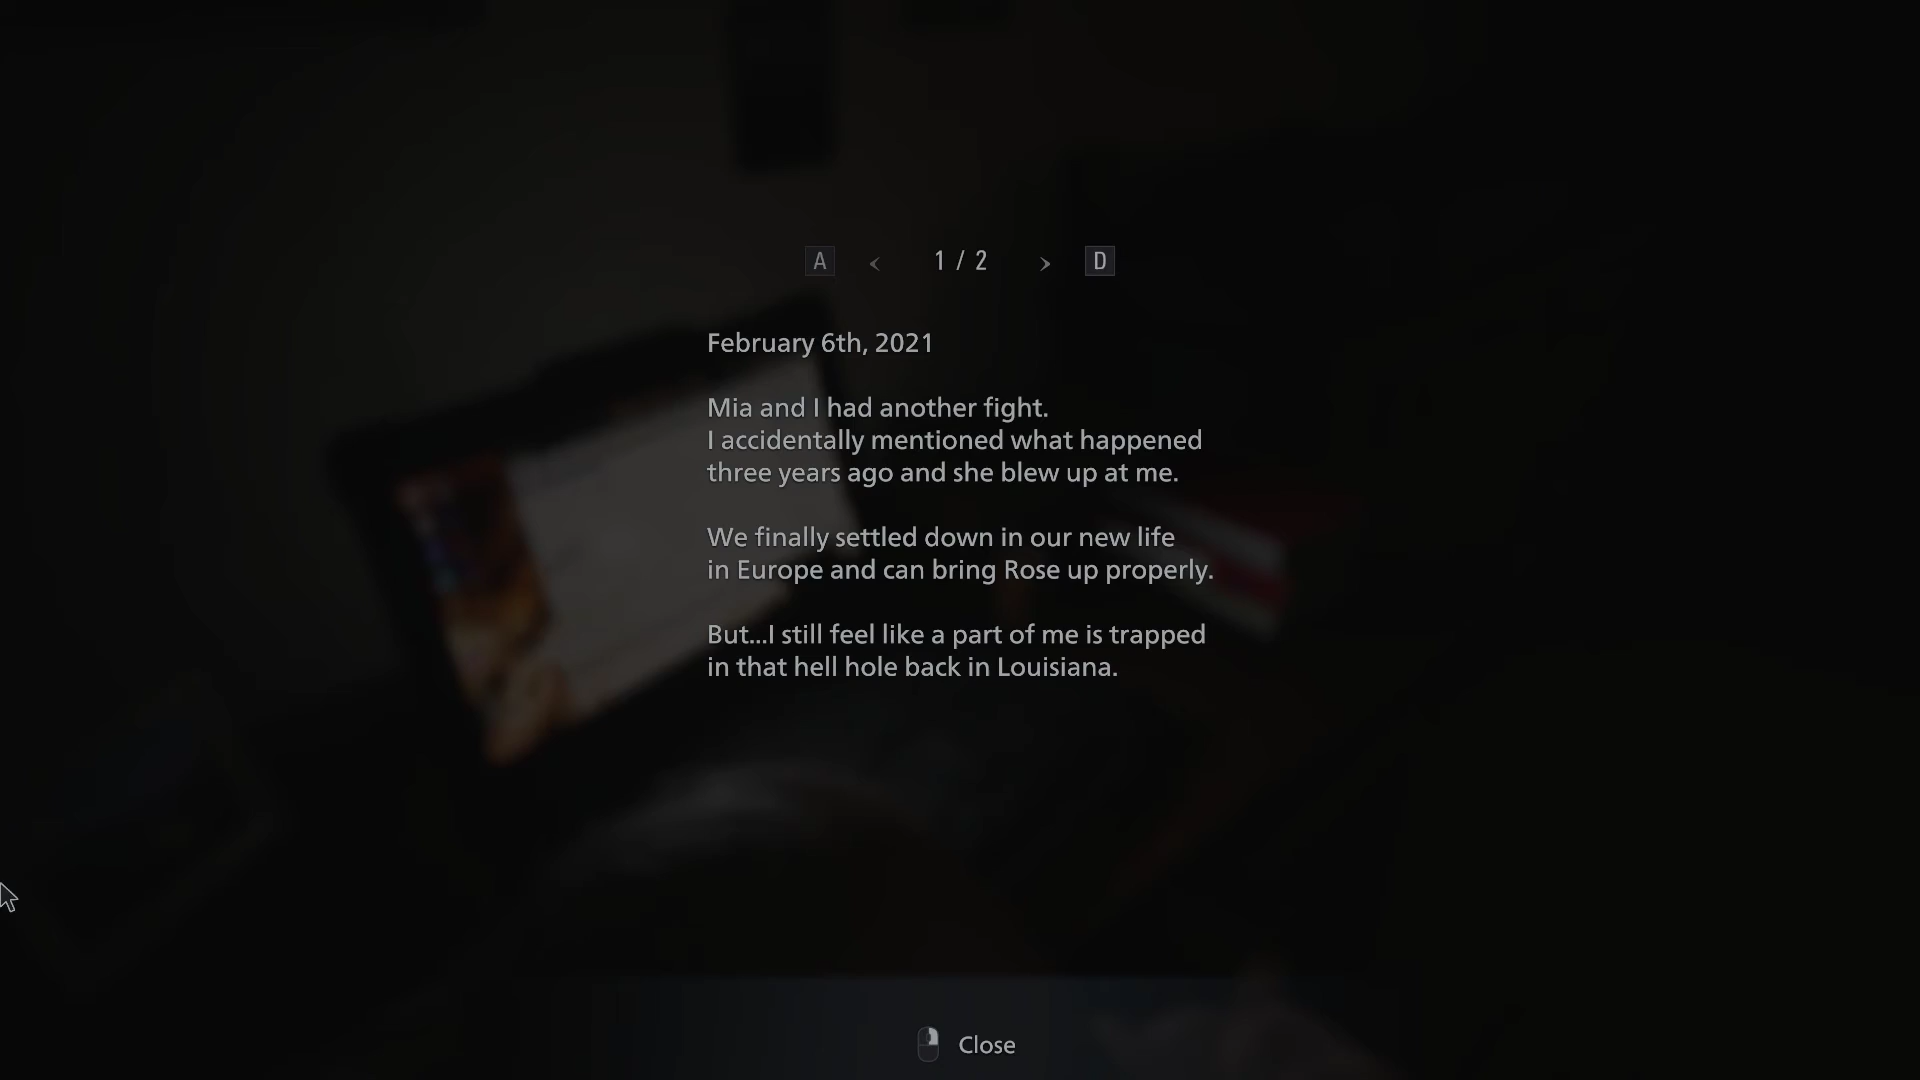 A < 1 / 2 > D
February 6th, 2021
Mia and I had another fight.
I accidentally mentioned what happened
three years ago and she blew up at me.
We finally settled down in our new life
in Europe and can bring Rose up properly.
But...I still feel like a part of me is trapped
in that hell hole back in Louisiana.
Close